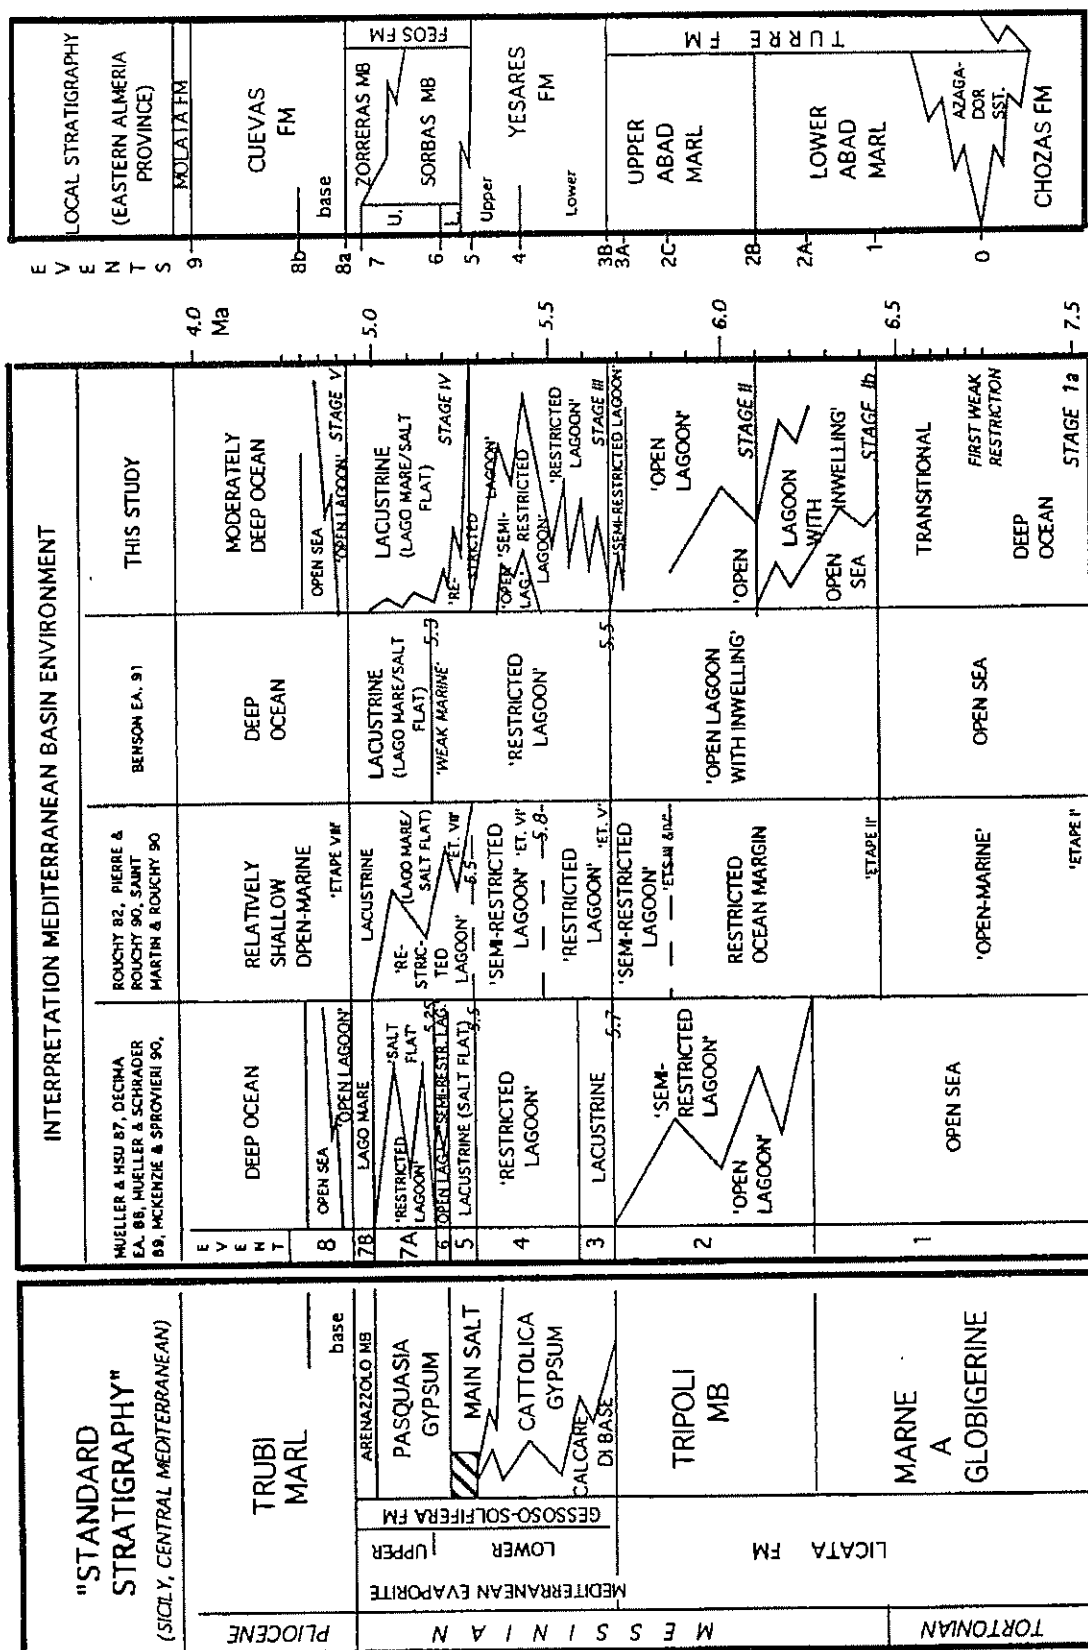 "STANDARD
STRATIGRAPHY"
(SICILY, CENTRAL MEDITERRANEAN)
PLIOCENE
MESSINIAN
TORTONIAN
MEDITERRANEAN EVAPORITE
UPPER
LOWER
GESSOSO-SOLFIFERA FM
LICATA
FM
TRUBI
MARL
base
ARENAZZOLO MB
PASQUASIA
GYPSUM
MAIN SALT
CATTOLICA
GYPSUM
CALCARE
DI BASE
TRIPOLI
MB
MARNE
A
GLOBIGERINE
INTERPRETATION MEDITERRANEAN BASIN ENVIRONMENT
MUELLER & HSU 87, DECIMA
EA. 88, MUELLER & SCHRADER
89, MCKENZIE & SPROVIERI 90,
EVENT
8
7B
7A
6
5
4
3
2
1
DEEP OCEAN
OPEN SEA
'OPEN LAGOON'
LAGO MARE
'RESTRICTED
LAGOON'
'SALT
FLAT'
5.25
'OPEN LAG.'
'SEMI-RESTR. LAG.'
LACUSTRINE (SALT FLAT)
5.5
'RESTRICTED
LAGOON'
LACUSTRINE
5.7
'SEMI-
RESTRICTED
LAGOON'
'OPEN
LAGOON'
OPEN SEA
ROUCHY 82, PIERRE &
ROUCHY 90, SAINT
MARTIN & ROUCHY 90
RELATIVELY
SHALLOW
OPEN-MARINE
'ETAPE VIII'
LACUSTRINE
(LAGO MARE/
SALT FLAT)
'RE-
STRIC-
TED
LAGOON'
'ET. VII'
5.5
'SEMI-RESTRICTED
LAGOON'
'ET. VI'
5.8
'RESTRICTED
LAGOON'
'ET. V'
'SEMI-RESTRICTED
LAGOON'
RESTRICTED
OCEAN MARGIN
'ETAPE II'
'OPEN-MARINE'
'ETAPE I'
BENSON EA. 91
DEEP
OCEAN
LACUSTRINE
(LAGO MARE/SALT
FLAT)
5.3
'WEAK MARINE'
'RESTRICTED
LAGOON'
5.5
'OPEN LAGOON
WITH INWELLING'
OPEN SEA
THIS STUDY
MODERATELY
DEEP OCEAN
OPEN SEA
'OPEN LAGOON'
STAGE V
LACUSTRINE
(LAGO MARE/SALT
FLAT)
STAGE IV
'RE-
STRICTED
LAGOON'
'OPEN
LAG.'
'SEMI-
RESTRICTED
LAGOON'
'RESTRICTED
LAGOON'
STAGE III
'SEMI-RESTRICTED LAGOON'
'OPEN
LAGOON'
STAGE II
'OPEN
LAGOON
WITH
INWELLING'
OPEN
SEA
STAGE Ib
TRANSITIONAL
FIRST WEAK
RESTRICTION
DEEP
OCEAN
STAGE 1a
4.0
Ma
5.0
5.5
6.0
6.5
7.5
EVENTS
9
8b
8a
7
6
5
4
3B
3A
2C
2B
2A
1
0
LOCAL STRATIGRAPHY
(EASTERN ALMERIA
PROVINCE)
MOLATA FM
CUEVAS
FM
base
ZORRERAS MB
SORBAS MB
U.
L.
FEOS FM
YESARES
FM
Upper
Lower
UPPER
ABAD
MARL
LOWER
ABAD
MARL
TURRE FM
AZAGA-
DOR
SST.
CHOZAS FM